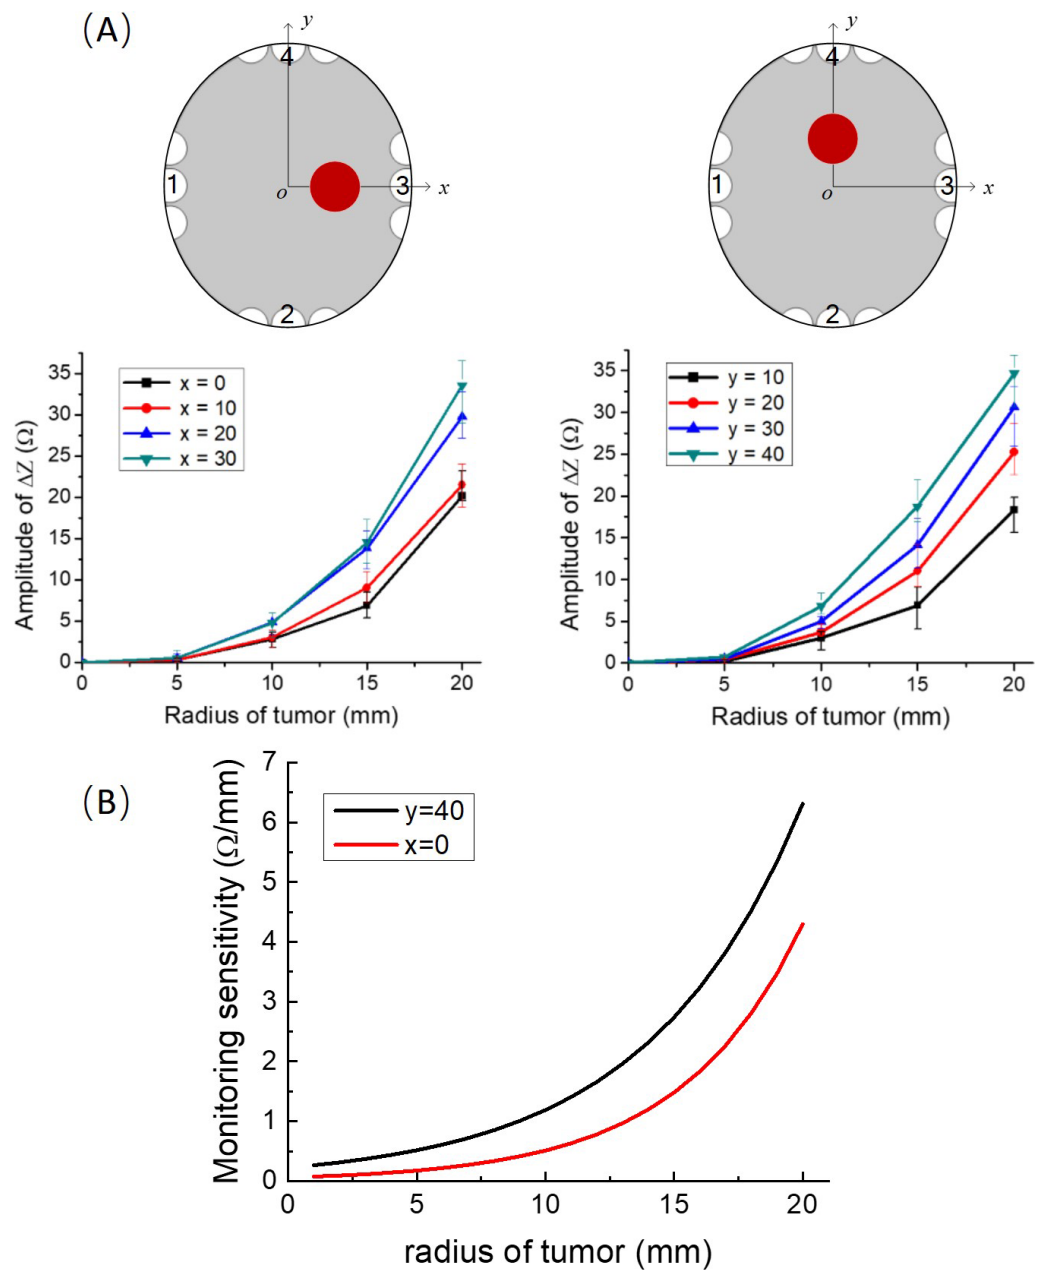 (A)
y
4
1
o
3
x
2
y
4
1
o
3
x
2
Amplitude of ΔZ (Ω)
35
30
25
20
15
10
5
0
x = 0
x = 10
x = 20
x = 30
0 5 10 15 20
Radius of tumor (mm)
Amplitude of ΔZ (Ω)
35
30
25
20
15
10
5
0
y = 10
y = 20
y = 30
y = 40
0 5 10 15 20
Radius of tumor (mm)
(B)
Monitoring sensitivity (Ω/mm)
7
6
5
4
3
2
1
0
y=40
x=0
0 5 10 15 20
radius of tumor (mm)